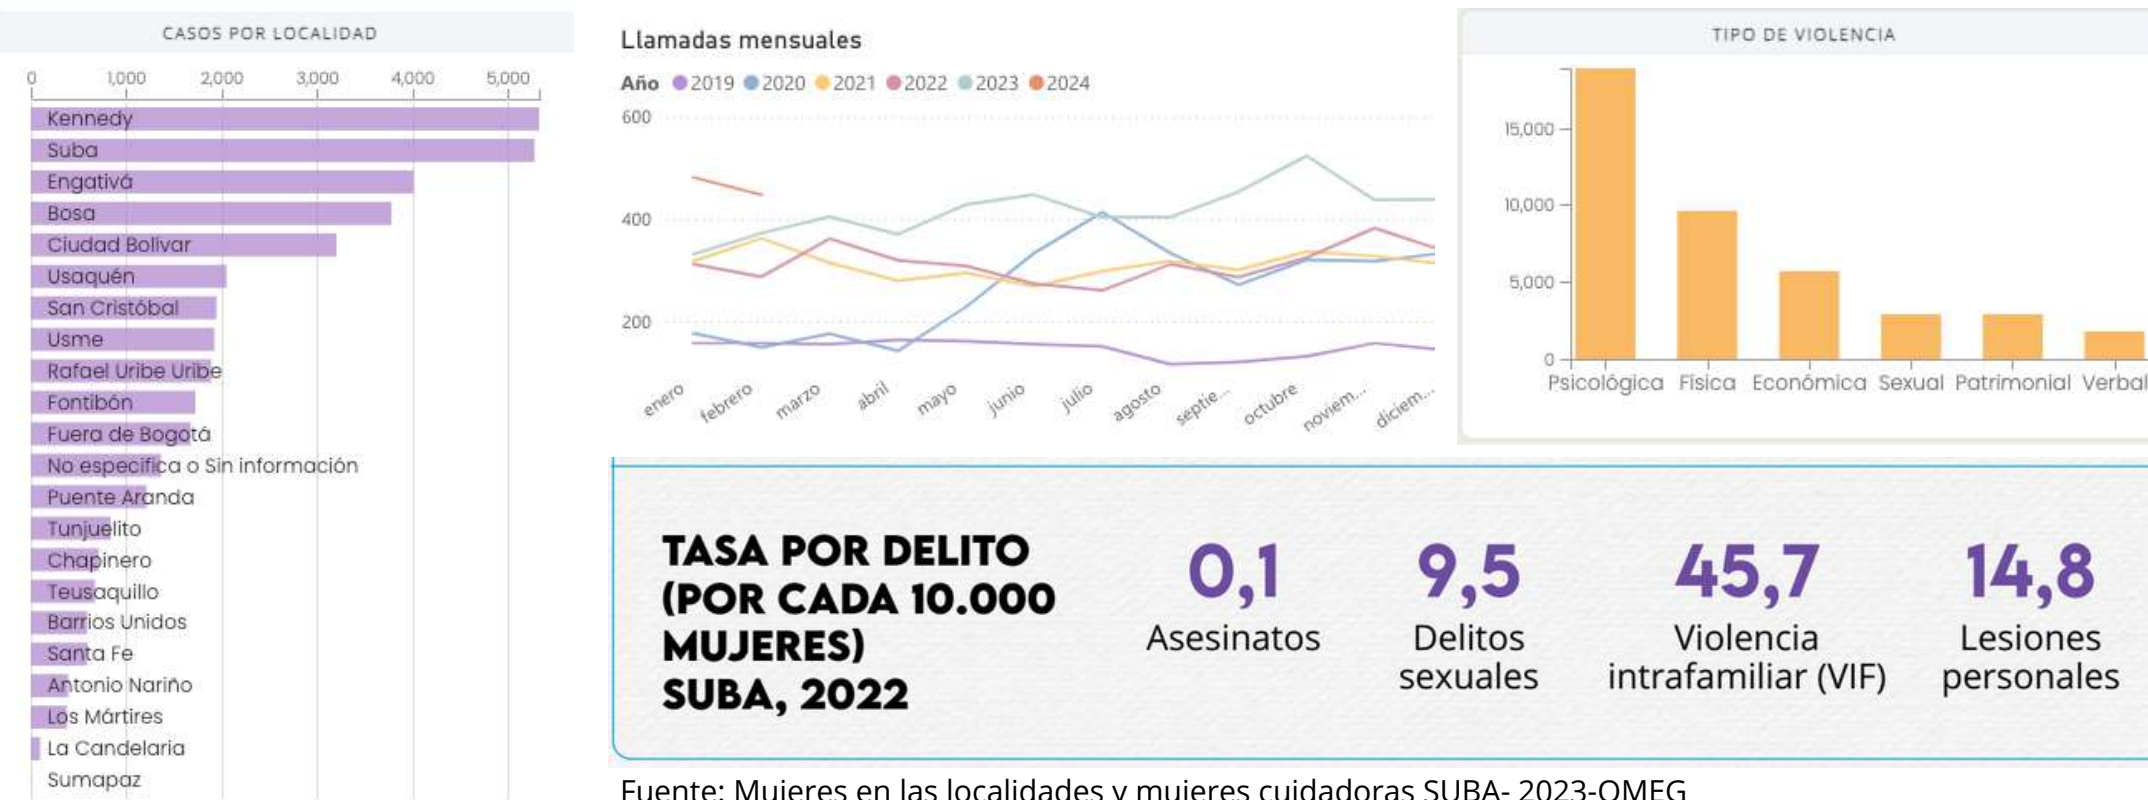 CASOS POR LOCALIDAD
0 1,000 2,000 3,000 4,000 5,000
Kennedy
Suba
Engativá
Bosa
Ciudad Bolívar
Usaquén
San Cristóbal
Usme
Rafael Uribe Uribe
Fontibón
Fuera de Bogotá
No especifica o Sin información
Puente Aranda
Tunjuelito
Chapinero
Teusaquillo
Barrios Unidos
Santa Fe
Antonio Nariño
Los Mártires
La Candelaria
Sumapaz
Llamadas mensuales
Año 2019 2020 2021 2022 2023 2024
600
400
200
enero febrero marzo abril mayo junio julio agosto septie... octubre noviem... diciem...
TIPO DE VIOLENCIA
15,000
10,000
5,000
0
Psicológica Física Económica Sexual Patrimonial Verbal
TASA POR DELITO
(POR CADA 10.000
MUJERES)
SUBA, 2022
0,1
Asesinatos
9,5
Delitos
sexuales
45,7
Violencia
intrafamiliar (VIF)
14,8
Lesiones
personales
Fuente: Mujeres en las localidades y mujeres cuidadoras SUBA- 2023-OMEG